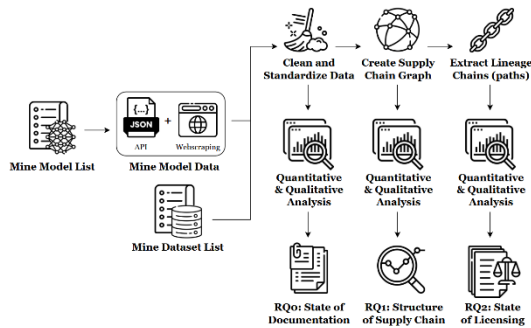 Clean and
Standardize Data
Create Supply
Chain Graph
Extract Lineage
Chains (paths)
{...}
JSON
+
API
Webscraping
Mine Model List
Mine Model Data
Mine Dataset List
Quantitative
& Qualitative
Analysis
Quantitative
& Qualitative
Analysis
Quantitative
& Qualitative
Analysis
RQ0: State of
Documentation
RQ1: Structure
of Supply Chain
RQ2: State
of Licensing